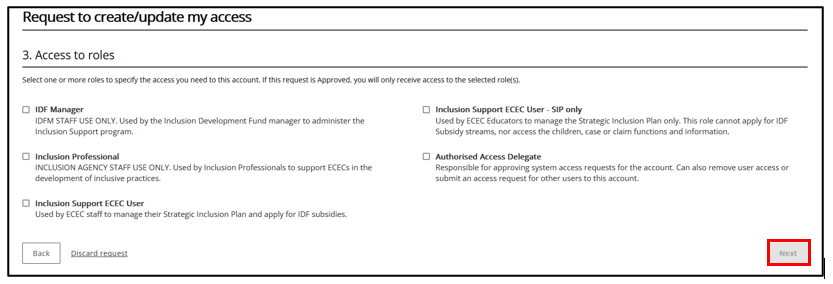 Request to create/update my access
3. Access to roles
Select one or more roles to specify the access you need to this account. If this request is Approved, you will only receive access to the selected role(s).
IDF Manager
IDFM STAFF USE ONLY. Used by the Inclusion Development Fund manager to administer the
Inclusion Support program.
Inclusion Professional
INCLUSION AGENCY STAFF USE ONLY. Used by Inclusion Professionals to support ECECs in the
development of inclusive practices.
Inclusion Support ECEC User
Used by ECEC staff to manage their Strategic Inclusion Plan and apply for IDF subsidies.
Inclusion Support ECEC User - SIP only
Used by ECEC Educators to manage the Strategic Inclusion Plan only. This role cannot apply for IDF
Subsidy streams, nor access the children, case or claim functions and information.
Authorised Access Delegate
Responsible for approving system access requests for the account. Can also remove user access or
submit an access request for other users to this account.
Back
Discard request
Next